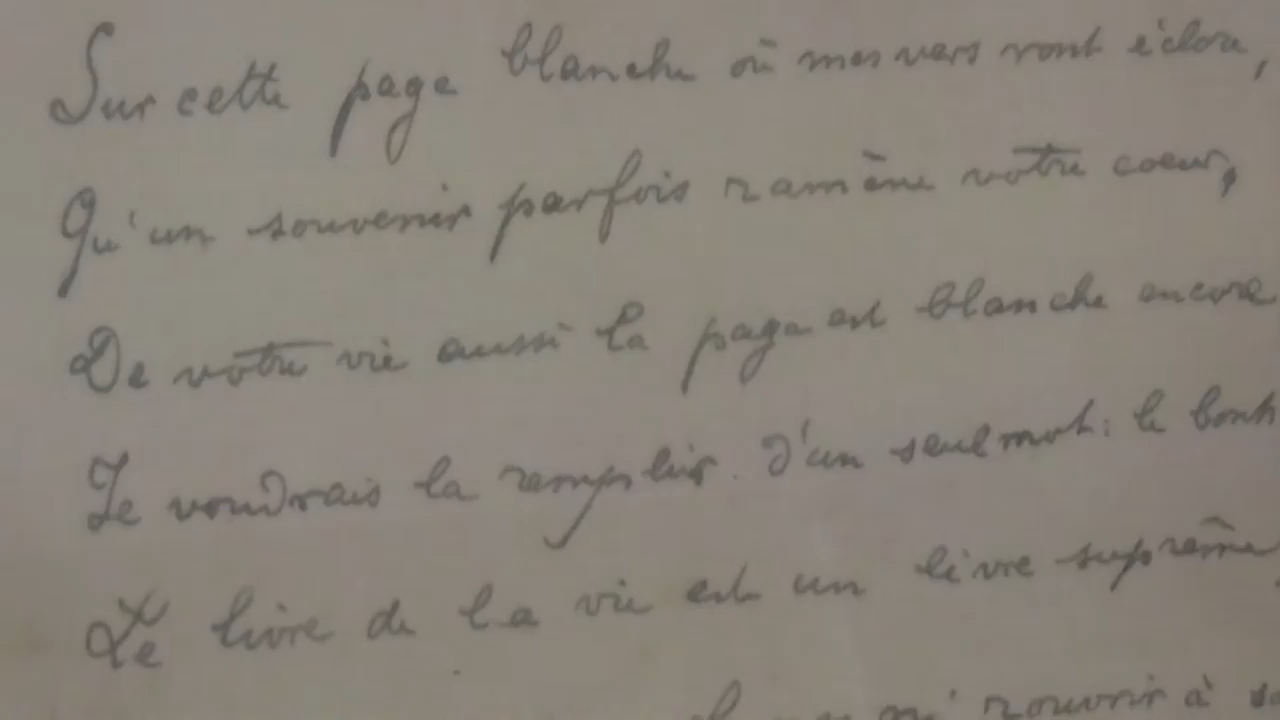 Sur cette page blanche où mes vers vont éclore,
Qu'un souvenir parfois ramène votre coeur,
De votre vie aussi la page est blanche encore
Je voudrais la remplir d'un seul mot: le bonh
Le livre de la vie est un livre suprême
rouvrir à